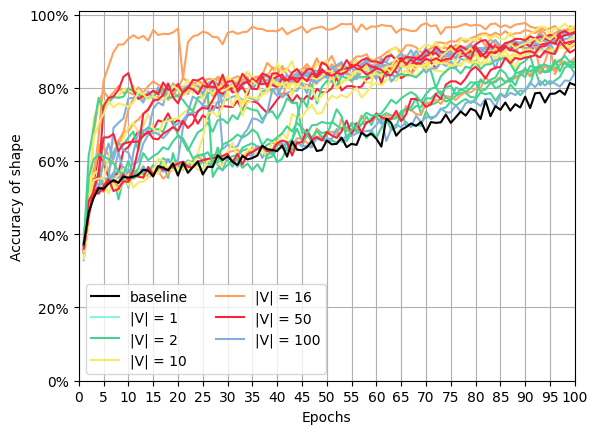 100%
80%
60%
40%
20%
0%
Accuracy of shape
baseline
|V| = 1
|V| = 2
|V| = 10
|V| = 16
|V| = 50
|V| = 100
0 5 10 15 20 25 30 35 40 45 50 55 60 65 70 75 80 85 90 95 100
Epochs